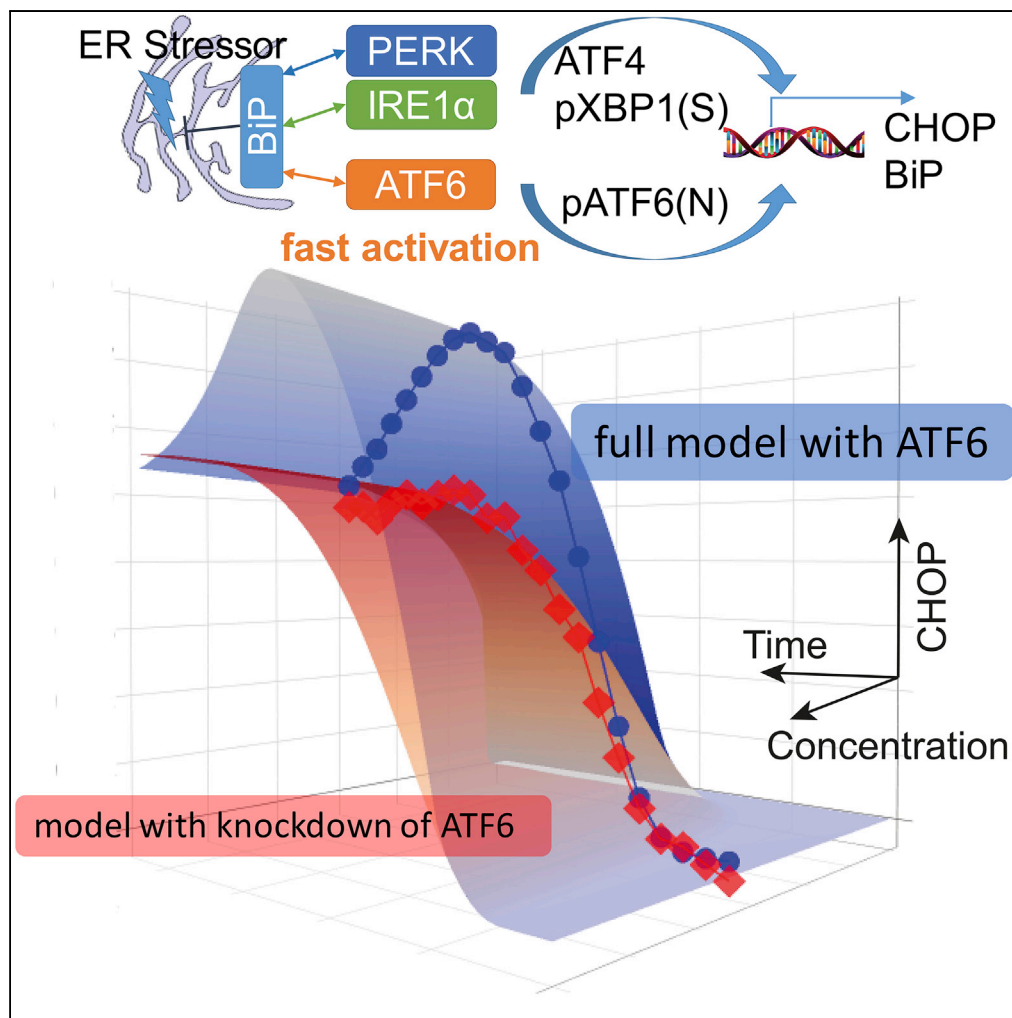 ER Stressor
BiP
PERK
IRE1α
ATF6
fast activation
ATF4
pXBP1(S)
pATF6(N)
CHOP
BiP
full model with ATF6
model with knockdown of ATF6
CHOP
Time
Concentration